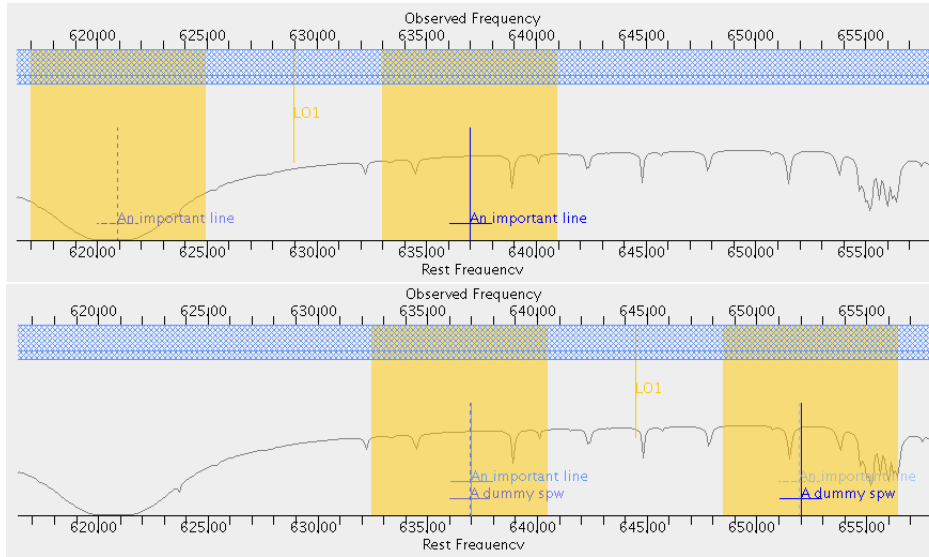 Observed Frequency
620.00 625.00 630.00 635.00 640.00 645.00 650.00 655.00
LO1
An important line An important line
620.00 625.00 630.00 635.00 640.00 645.00 650.00 655.00
Rest Frequency
Observed Frequency
620.00 625.00 630.00 635.00 640.00 645.00 650.00 655.00
LO1
An important line An important line
A dummy spw A dummy spw
620.00 625.00 630.00 635.00 640.00 645.00 650.00 655.00
Rest Frequency